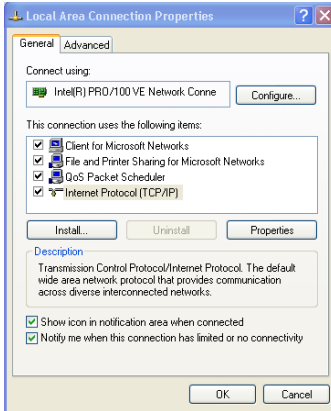 Local Area Connection Properties
General Advanced
Connect using:
Intel(R) PRO/100 VE Network Conne
Configure...
This connection uses the following items:
Client for Microsoft Networks
File and Printer Sharing for Microsoft Networks
QoS Packet Scheduler
Internet Protocol (TCP/IP)
Install... Uninstall Properties
Description
Transmission Control Protocol/Internet Protocol. The default
wide area network protocol that provides communication
across diverse interconnected networks.
Show icon in notification area when connected
Notify me when this connection has limited or no connectivity
OK Cancel